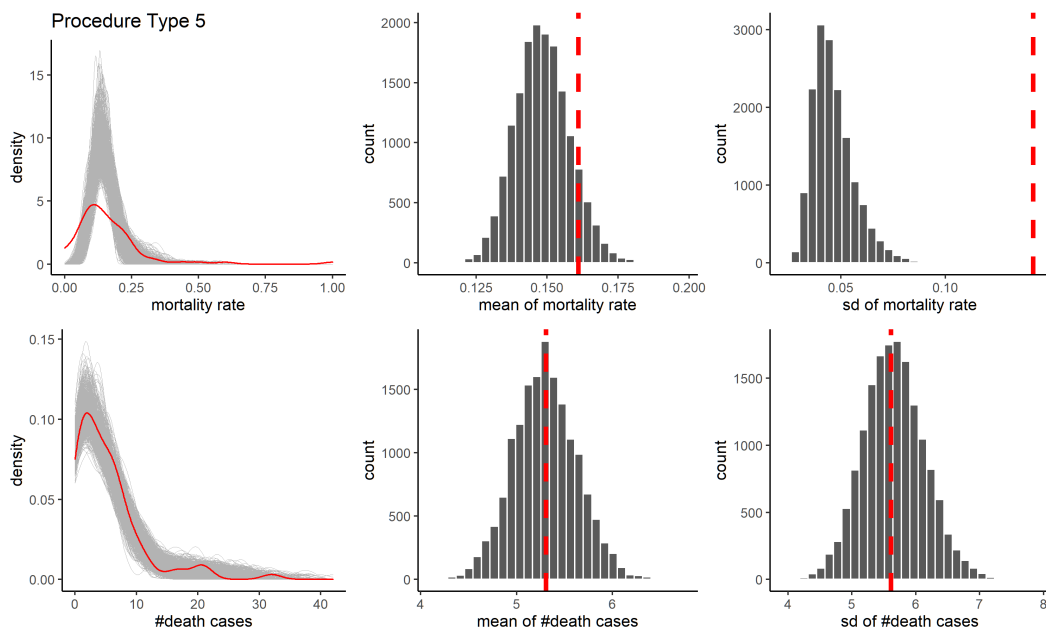 Procedure Type 5
density
15
10
5
0
0.00 0.25 0.50 0.75 1.00
mortality rate
count
2000
1500
1000
500
0
0.125 0.150 0.175 0.200
mean of mortality rate
count
3000
2000
1000
0
0.05 0.10
sd of mortality rate
density
0.15
0.10
0.05
0.00
0 10 20 30 40
#death cases
count
1500
1000
500
0
4 5 6
mean of #death cases
count
1500
1000
500
0
4 5 6 7 8
sd of #death cases